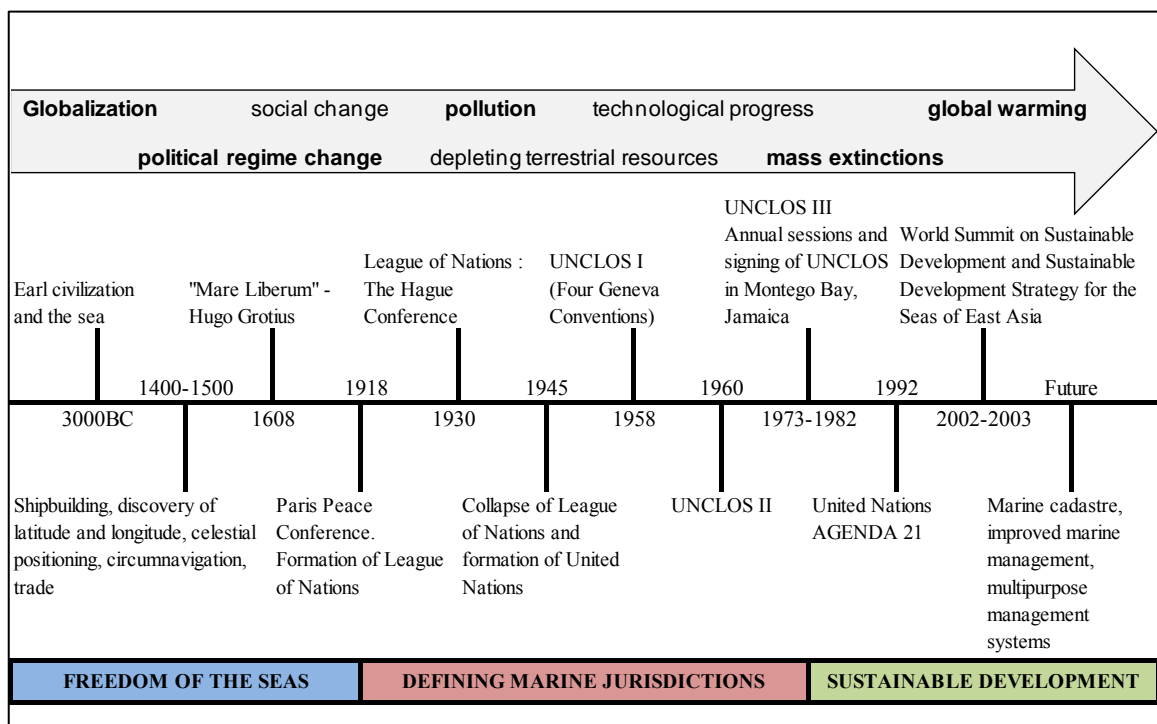 Globalization social change pollution technological progress global warming
political regime change depleting terrestrial resources mass extinctions
Earl civilization
and the sea
"Mare Liberum" -
Hugo Grotius
League of Nations :
The Hague
Conference
UNCLOS I
(Four Geneva
Conventions)
UNCLOS III
Annual sessions and
signing of UNCLOS
in Montego Bay,
Jamaica
World Summit on Sustainable
Development and Sustainable
Development Strategy for the
Seas of East Asia
1400-1500 1918 1945 1960 1992 Future
3000BC 1608 1930 1958 1973-1982 2002-2003
Shipbuilding, discovery of
latitude and longitude, celestial
positioning, circumnavigation,
trade
Paris Peace
Conference.
Formation of League
of Nations
Collapse of League
of Nations and
formation of United
Nations
UNCLOS II
United Nations
AGENDA 21
Marine cadastre,
improved marine
management,
multipurpose
management
systems
FREEDOM OF THE SEAS DEFINING MARINE JURISDICTIONS SUSTAINABLE DEVELOPMENT